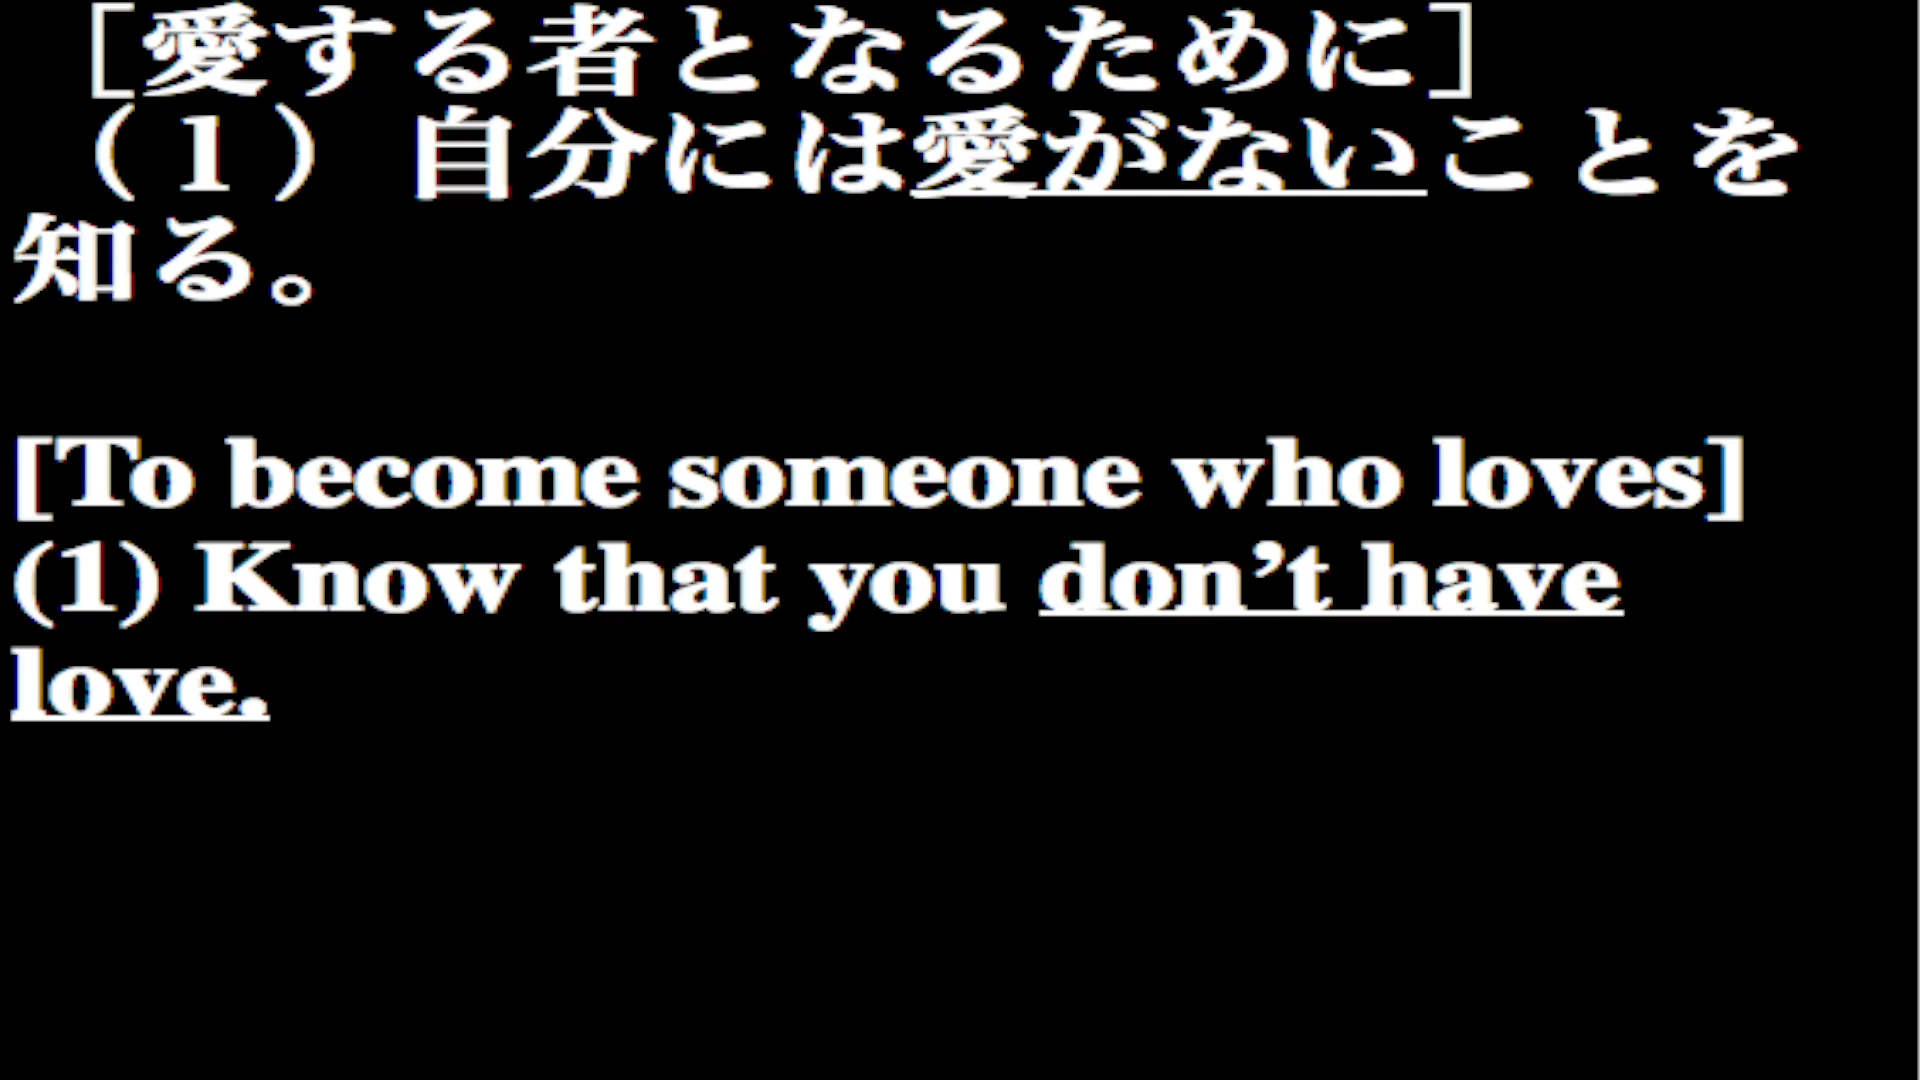 ［愛する者となるために］
（１）自分には愛がないことを
知る。
[To become someone who loves]
(1) Know that you don’t have
love.